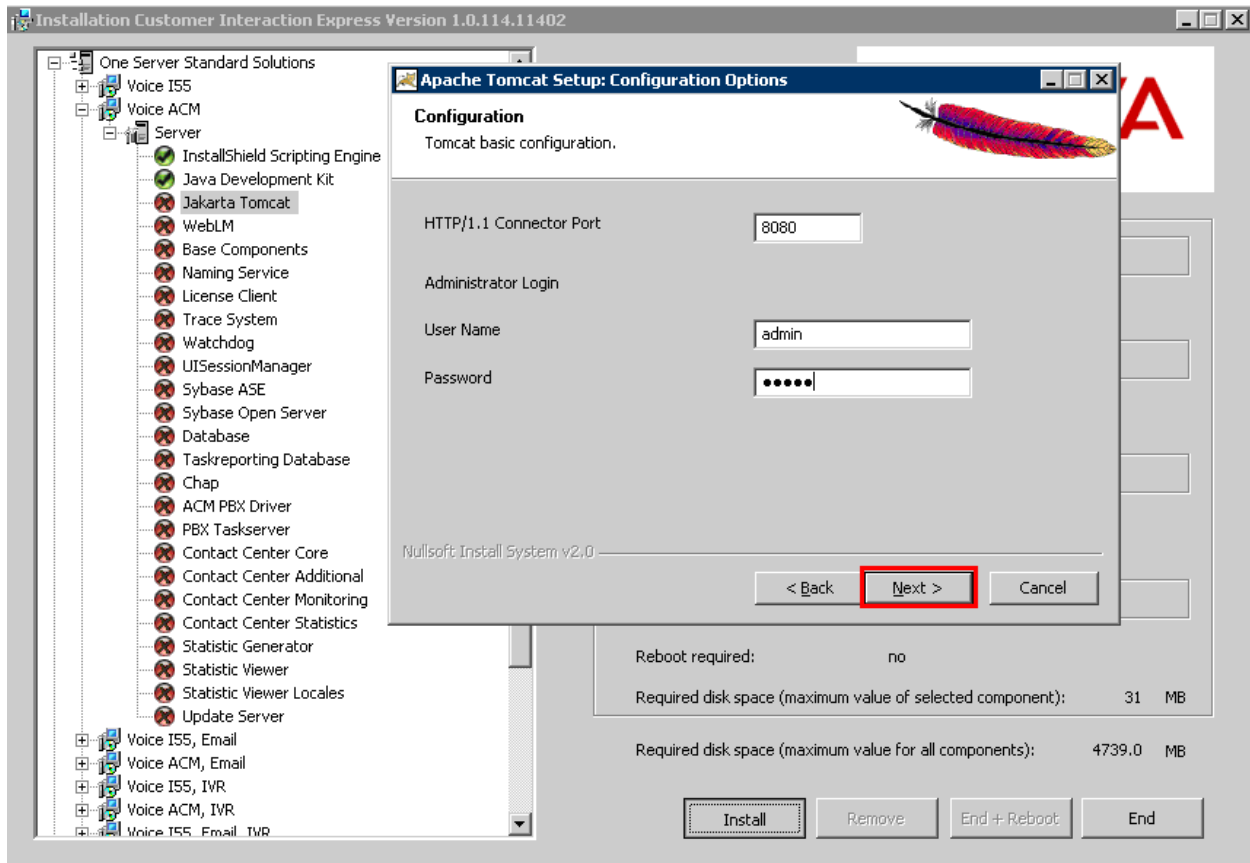 Installation Customer Interaction Express Version 1.0.114.11402
One Server Standard Solutions
Voice I55
Voice ACM
Server
InstallShield Scripting Engine
Java Development Kit
Jakarta Tomcat
WebLM
Base Components
Naming Service
License Client
Trace System
Watchdog
UISessionManager
Sybase ASE
Sybase Open Server
Database
Taskreporting Database
Chap
ACM PBX Driver
PBX Taskserver
Contact Center Core
Contact Center Additional
Contact Center Monitoring
Contact Center Statistics
Statistic Generator
Statistic Viewer
Statistic Viewer Locales
Update Server
Voice I55, Email
Voice ACM, Email
Voice I55, IVR
Voice ACM, IVR
Voice I55, Email, IVR
Apache Tomcat Setup: Configuration Options
Configuration
Tomcat basic configuration.
HTTP/1.1 Connector Port 8080
Administrator Login
User Name admin
Password •••••
Nullsoft Install System v2.0
< Back Next > Cancel
Reboot required: no
Required disk space (maximum value of selected component): 31 MB
Required disk space (maximum value for all components): 4739.0 MB
Install Remove End + Reboot End